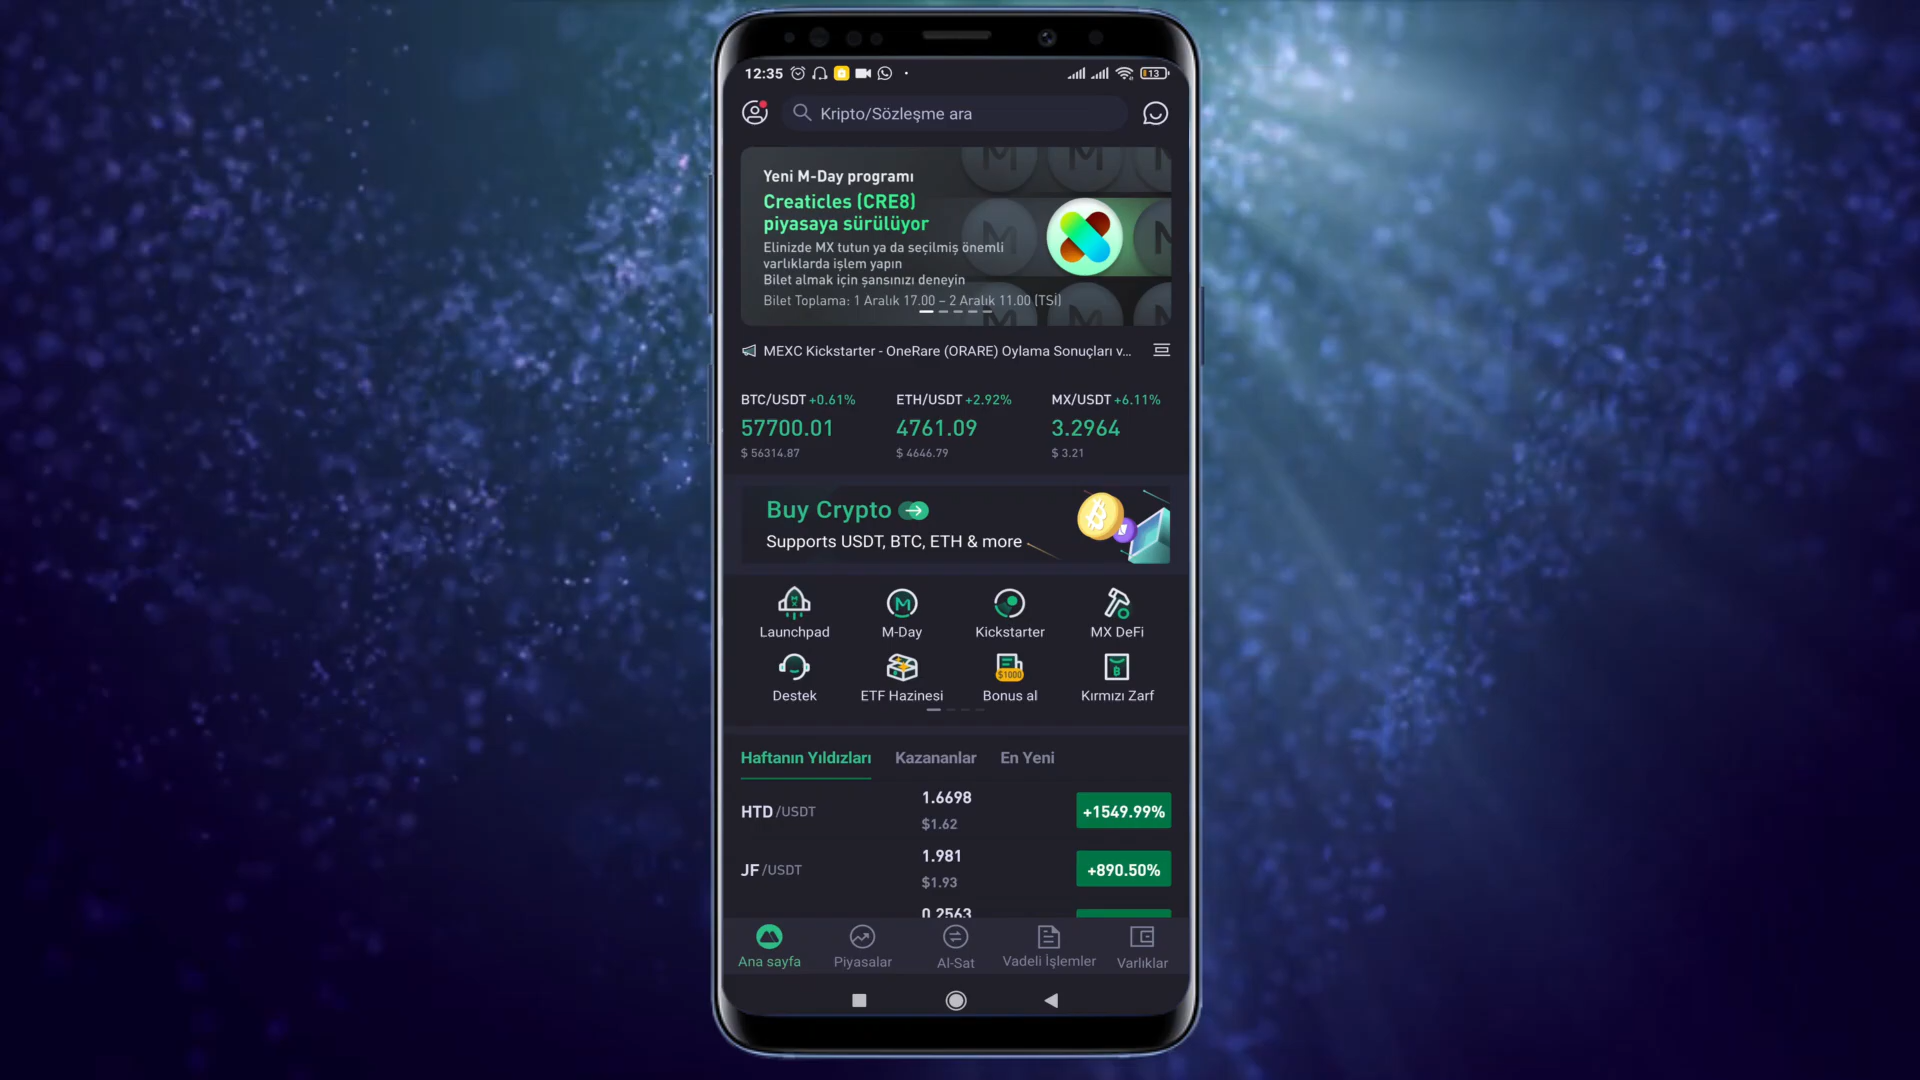 12:35
13
Kripto/Sözleşme ara
Yeni M-Day programı
Creaticles (CRE8)
piyasaya sürülüyor
Elinizde MX tutun ya da seçilmiş önemli
varlıklarda işlem yapın
Bilet almak için şansınızı deneyin
Bilet Toplama: 1 Aralık 17.00 – 2 Aralık 11.00 (TSİ)
MEXC Kickstarter - OneRare (ORARE) Oylama Sonuçları v...
BTC/USDT +0.61% ETH/USDT +2.92% MX/USDT +6.11%
57700.01 4761.09 3.2964
$ 56314.87 $ 4646.79 $ 3.21
Buy Crypto
Supports USDT, BTC, ETH & more
Launchpad M-Day Kickstarter MX DeFi
$1000
Destek ETF Hazinesi Bonus al Kırmızı Zarf
Haftanın Yıldızları Kazananlar En Yeni
HTD/USDT 1.6698 +1549.99%
$1.62
JF/USDT 1.981 +890.50%
$1.93
0.2563
Ana sayfa Piyasalar Al-Sat Vadeli İşlemler Varlıklar